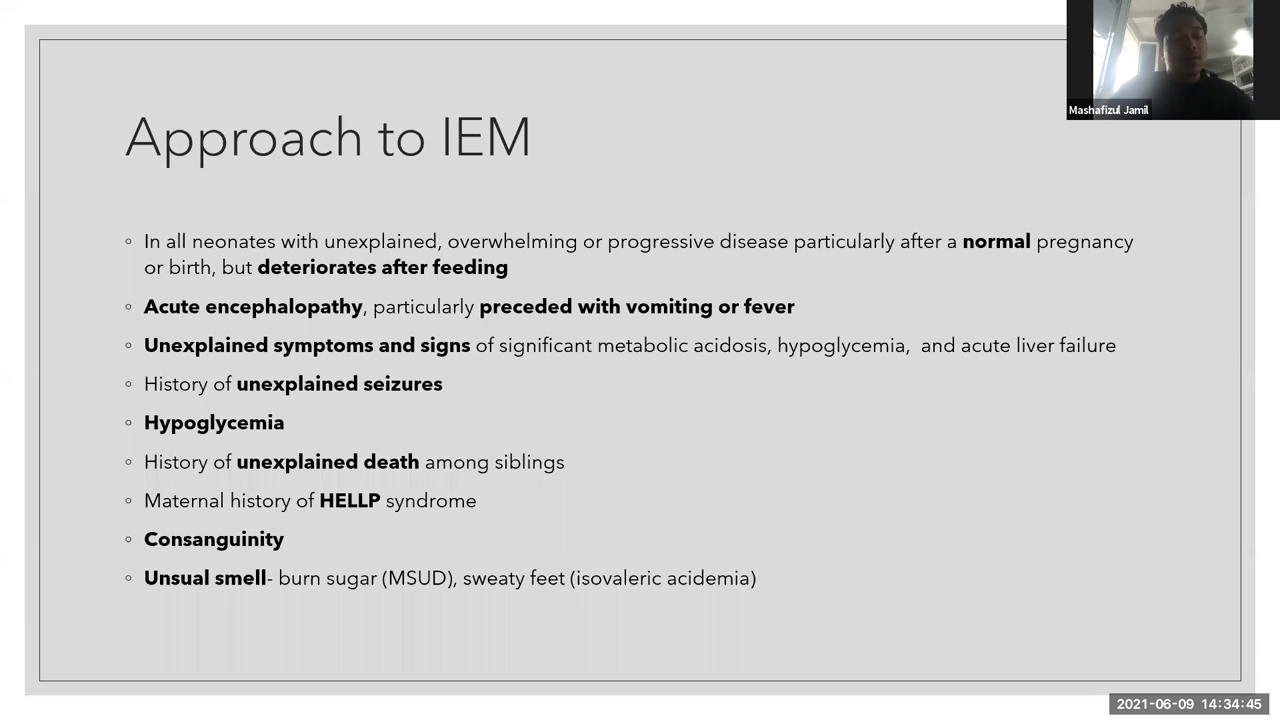 Mashafizul Jamil
Approach to IEM
◦ In all neonates with unexplained, overwhelming or progressive disease particularly after a normal pregnancy
or birth, but deteriorates after feeding
◦ Acute encephalopathy, particularly preceded with vomiting or fever
◦ Unexplained symptoms and signs of significant metabolic acidosis, hypoglycemia,  and acute liver failure
◦ History of unexplained seizures
◦ Hypoglycemia
◦ History of unexplained death among siblings
◦ Maternal history of HELLP syndrome
◦ Consanguinity
◦ Unsual smell- burn sugar (MSUD), sweaty feet (isovaleric acidemia)
2021-06-09 14:34:45